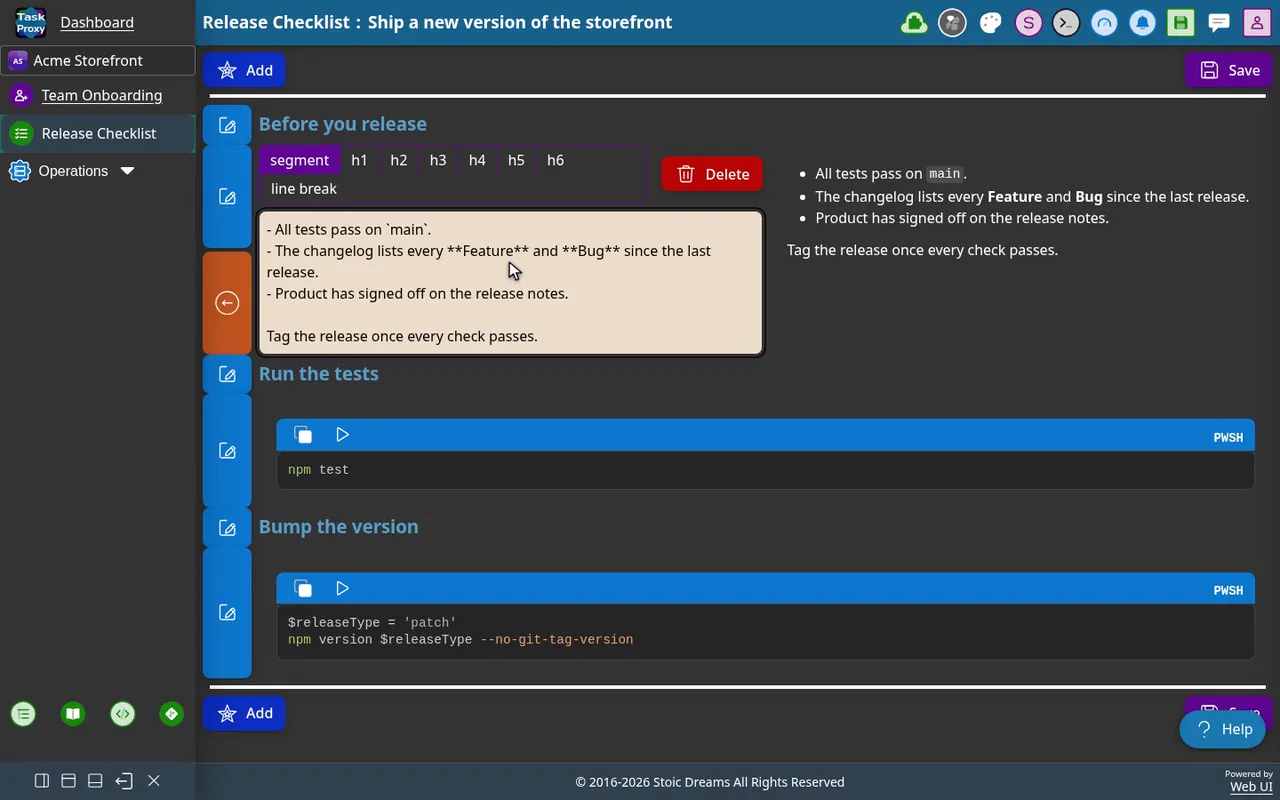 Task Proxy
Dashboard
Release Checklist : Ship a new version of the storefront
S
AS
Acme Storefront
Team Onboarding
Release Checklist
Operations
Add
Save
Before you release
segment
h1
h2
h3
h4
h5
h6
line break
Delete
- All tests pass on `main`.
- The changelog lists every **Feature** and **Bug** since the last
release.
- Product has signed off on the release notes.
Tag the release once every check passes.
• All tests pass on main.
• The changelog lists every Feature and Bug since the last release.
• Product has signed off on the release notes.
Tag the release once every check passes.
Run the tests
PWSH
npm test
Bump the version
PWSH
$releaseType = 'patch'
npm version $releaseType --no-git-tag-version
Add
Help
© 2016-2026 Stoic Dreams All Rights Reserved
Powered by
Web UI